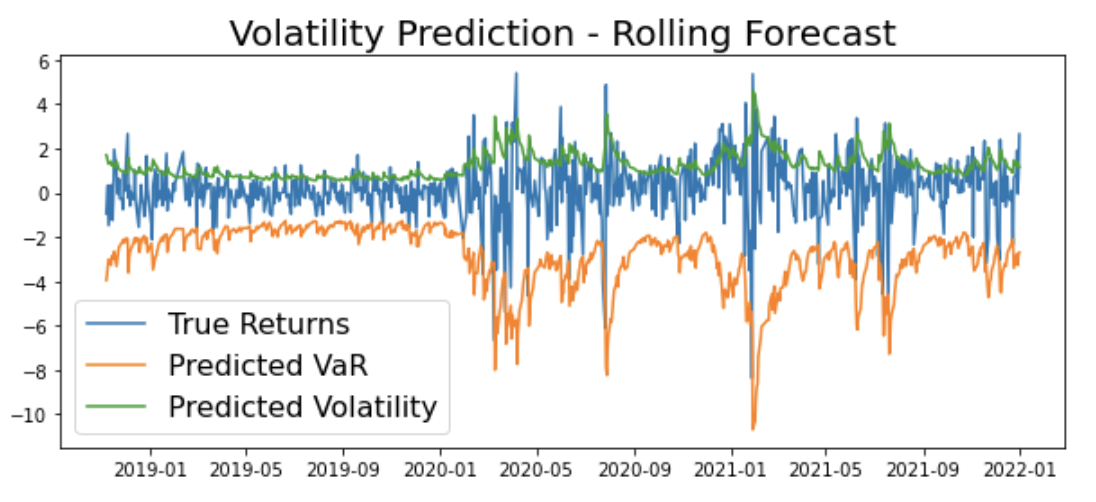 Volatility Prediction - Rolling Forecast
6
4
2
0
−2
−4
−6
−8
−10
True Returns
Predicted VaR
Predicted Volatility
2019-01 2019-05 2019-09 2020-01 2020-05 2020-09 2021-01 2021-05 2021-09 2022-01